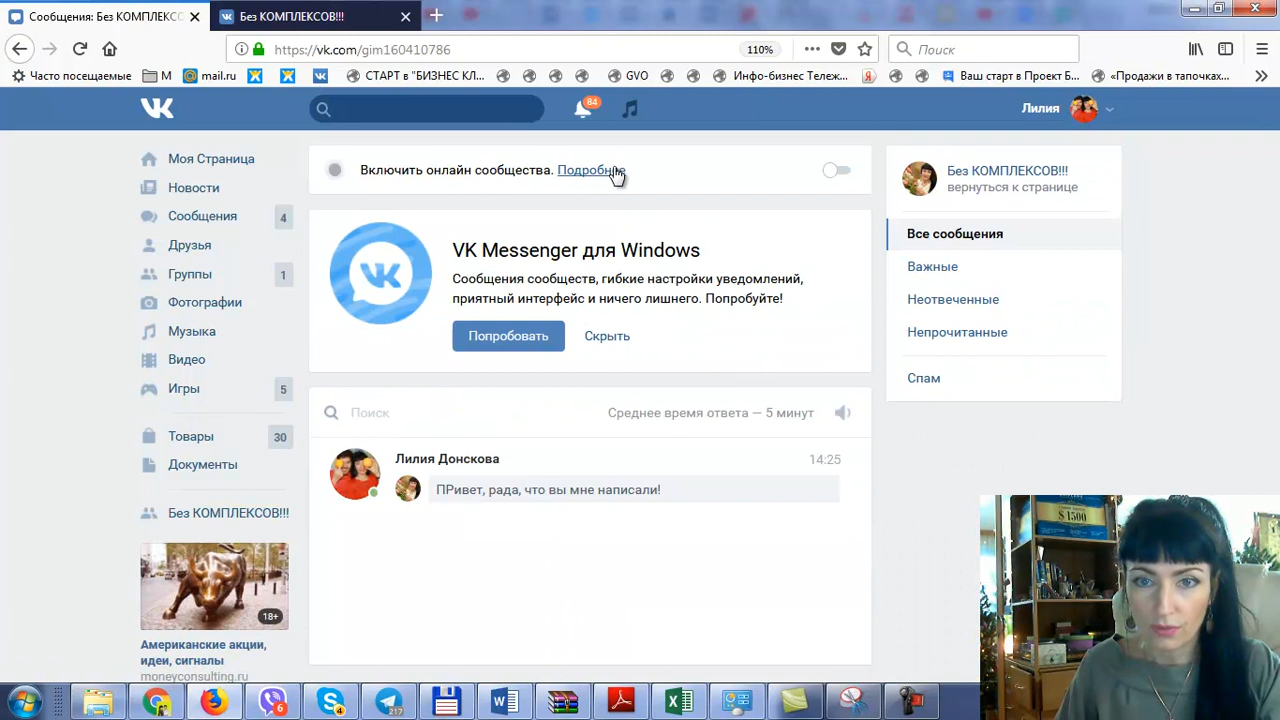 Сообщения: Без КОМПЛЕКСОВ
Без КОМПЛЕКСОВ!!!
https://vk.com/gim160410786
110%
Поиск
Часто посещаемые
М
mail.ru
СТАРТ в "БИЗНЕС КЛ...
GVO
Инфо-бизнес Тележ...
Я
Ваш старт в Проект Б...
«Продажи в тапочках...
84
Лилия
Моя Страница
Новости
Сообщения 4
Друзья
Группы 1
Фотографии
Музыка
Видео
Игры 5
Товары 30
Документы
Без КОМПЛЕКСОВ!!!
18+
Американские акции,
идеи, сигналы
moneyconsulting.ru
Включить онлайн сообщества. Подробнее
VK Messenger для Windows
Сообщения сообществ, гибкие настройки уведомлений,
приятный интерфейс и ничего лишнего. Попробуйте!
Попробовать
Скрыть
Поиск
Среднее время ответа — 5 минут
Лилия Донскова
14:25
ПРивет, рада, что вы мне написали!
Без КОМПЛЕКСОВ!!!
вернуться к странице
Все сообщения
Важные
Неотвеченные
Непрочитанные
Спам
$ 1500
6
4
217